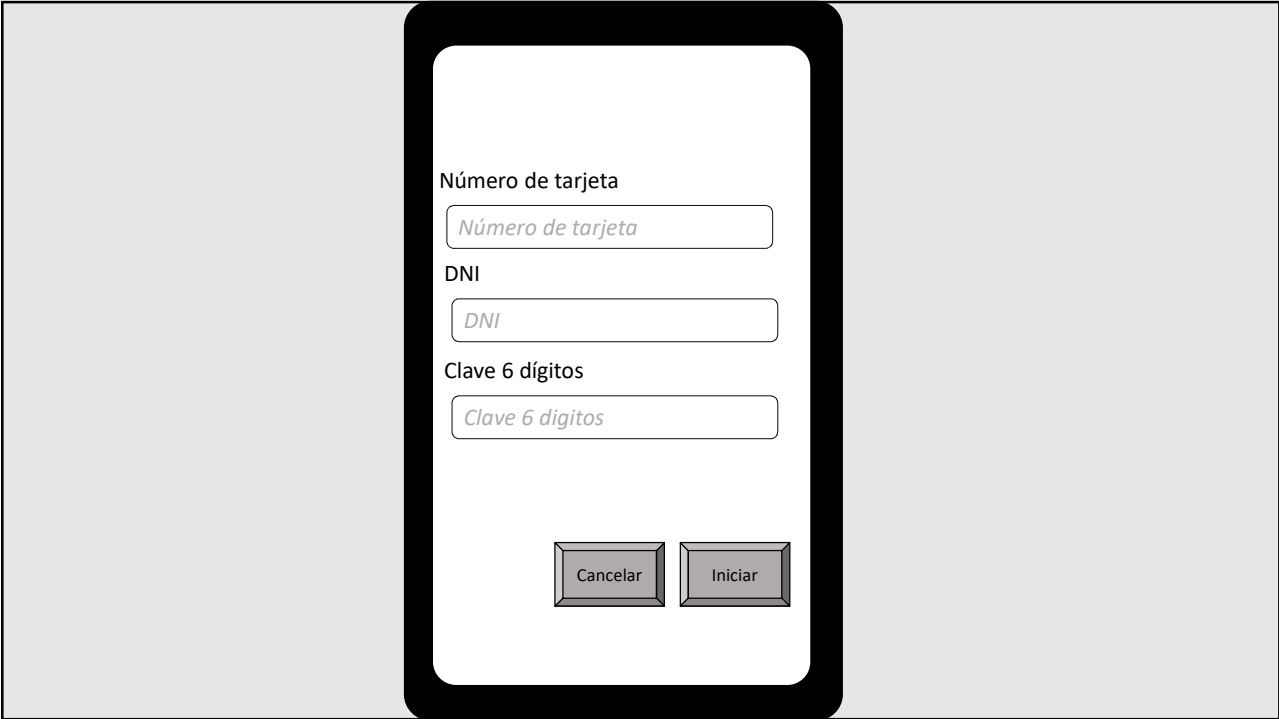 Número de tarjeta
Número de tarjeta
DNI
DNI
Clave 6 dígitos
Clave 6 digitos
Cancelar
Iniciar